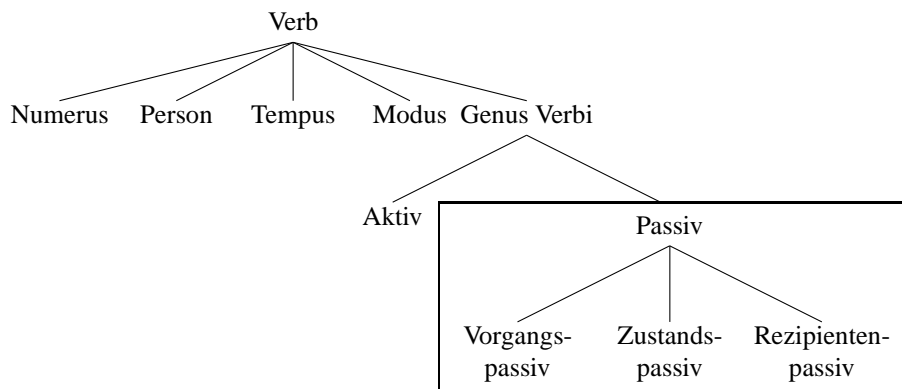 Verb
Numerus Person Tempus Modus Genus Verbi
Aktiv
Passiv
Vorgangs- Zustands- Rezipienten-
passiv passiv passiv